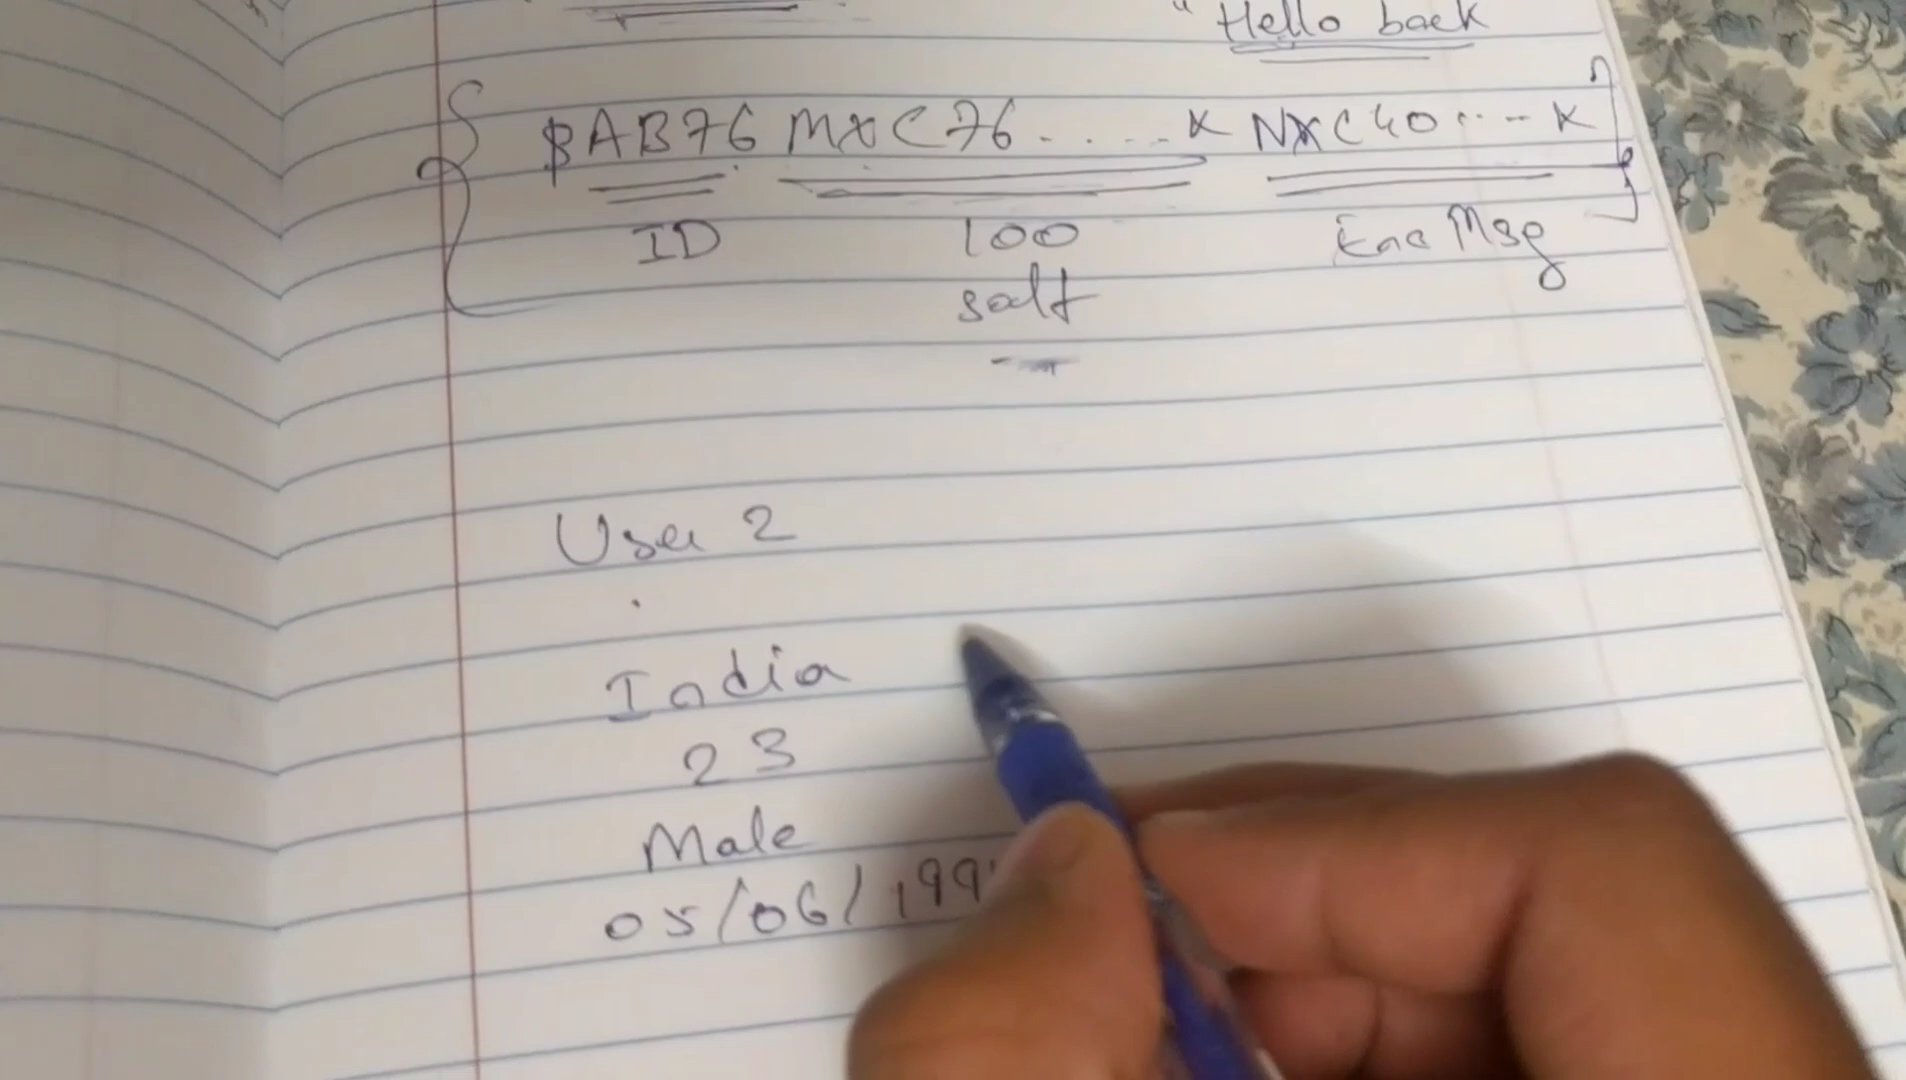 " Hello back
$AB76 MXC76.....X NXC40....X
ID 100 Enc Msg
salt
User 2
India
23
Male
05/06/199